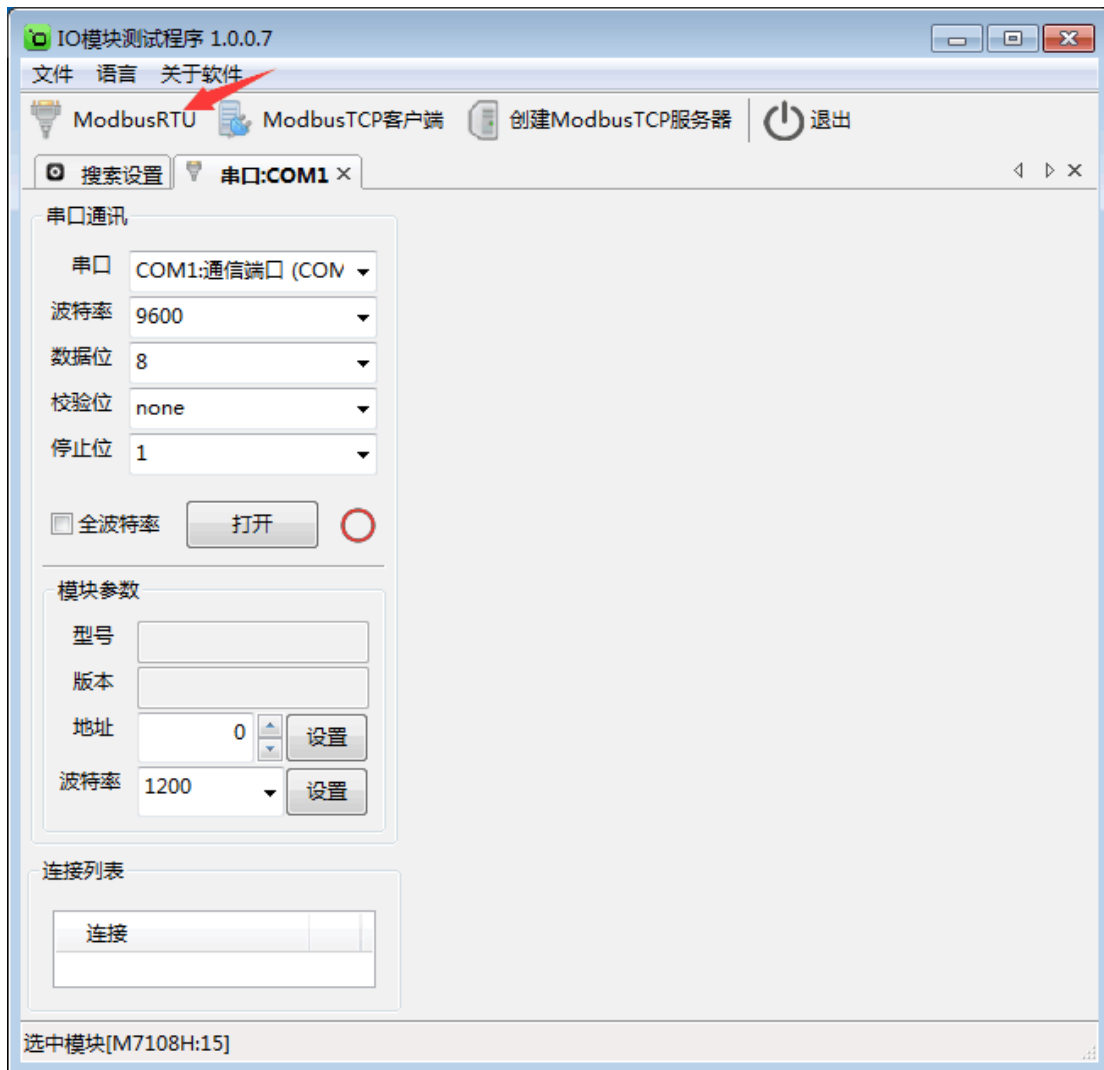 IO模块测试程序 1.0.0.7
文件 语言 关于软件
ModbusRTU ModbusTCP客户端 创建ModbusTCP服务器 退出
搜索设置 串口:COM1
串口通讯
串口 COM1:通信端口 (COM
波特率 9600
数据位 8
校验位 none
停止位 1
全波特率 打开
模块参数
型号
版本
地址 0 设置
波特率 1200 设置
连接列表
连接
选中模块[M7108H:15]